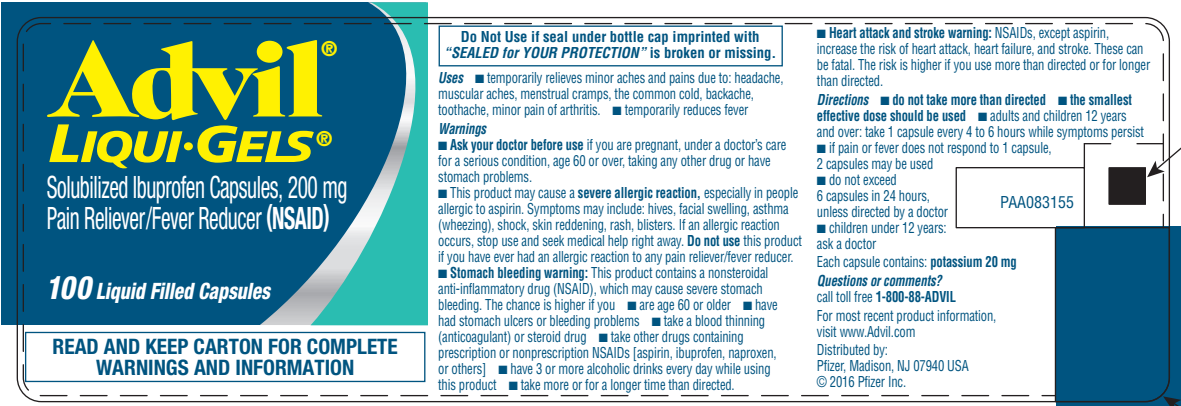 Advil®
LIQUI•GELS®
Solubilized Ibuprofen Capsules, 200 mg
Pain Reliever/Fever Reducer (NSAID)
100 Liquid Filled Capsules
READ AND KEEP CARTON FOR COMPLETE
WARNINGS AND INFORMATION
Do Not Use if seal under bottle cap imprinted with
“SEALED for YOUR PROTECTION” is broken or missing.
Uses ■ temporarily relieves minor aches and pains due to: headache,
muscular aches, menstrual cramps, the common cold, backache,
toothache, minor pain of arthritis. ■ temporarily reduces fever
Warnings
■ Ask your doctor before use if you are pregnant, under a doctor’s care
for a serious condition, age 60 or over, taking any other drug or have
stomach problems.
■ This product may cause a severe allergic reaction, especially in people
allergic to aspirin. Symptoms may include: hives, facial swelling, asthma
(wheezing), shock, skin reddening, rash, blisters. If an allergic reaction
occurs, stop use and seek medical help right away. Do not use this product
if you have ever had an allergic reaction to any pain reliever/fever reducer.
■ Stomach bleeding warning: This product contains a nonsteroidal
anti-inflammatory drug (NSAID), which may cause severe stomach
bleeding. The chance is higher if you ■ are age 60 or older ■ have
had stomach ulcers or bleeding problems ■ take a blood thinning
(anticoagulant) or steroid drug ■ take other drugs containing
prescription or nonprescription NSAIDs [aspirin, ibuprofen, naproxen,
or others] ■ have 3 or more alcoholic drinks every day while using
this product ■ take more or for a longer time than directed.
■ Heart attack and stroke warning: NSAIDs, except aspirin,
increase the risk of heart attack, heart failure, and stroke. These can
be fatal. The risk is higher if you use more than directed or for longer
than directed.
Directions ■ do not take more than directed ■ the smallest
effective dose should be used ■ adults and children 12 years
and over: take 1 capsule every 4 to 6 hours while symptoms persist
■ if pain or fever does not respond to 1 capsule,
2 capsules may be used
■ do not exceed
6 capsules in 24 hours,
unless directed by a doctor
■ children under 12 years:
ask a doctor
Each capsule contains: potassium 20 mg
Questions or comments?
call toll free 1-800-88-ADVIL
For most recent product information,
visit www.Advil.com
Distributed by:
Pfizer, Madison, NJ 07940 USA
© 2016 Pfizer Inc.
PAA083155